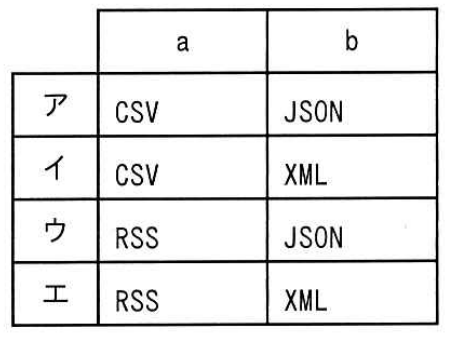 a b
ア CSV JSON
イ CSV XML
ウ RSS JSON
エ RSS XML